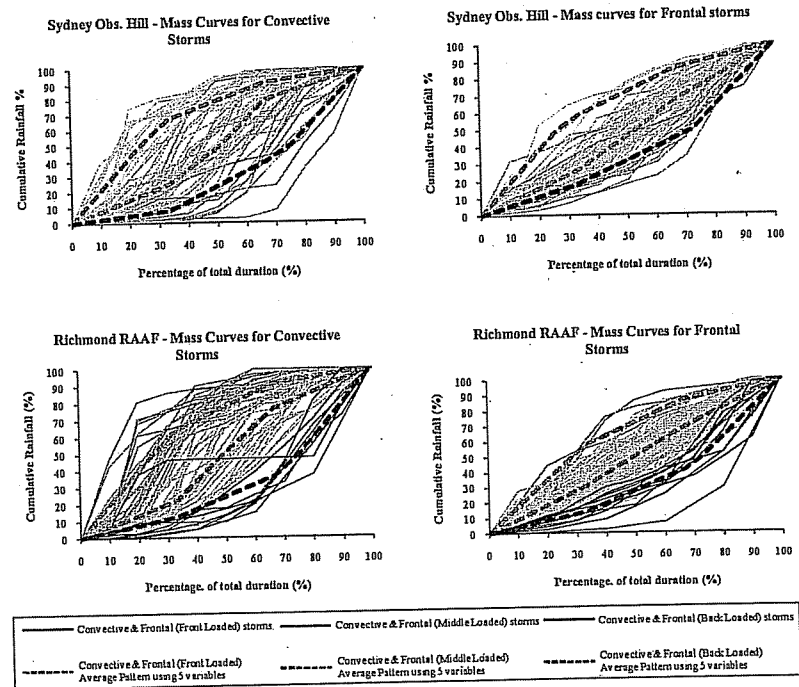 Sydney Obs. Hill - Mass Curves for Convective
Storms
Cumulative Rainfall %
100
90
80
70
60
50
40
30
20
10
0
0 10 20 30 40 50 60 70 80 90 100
Percentage of total duration (%)
Sydney Obs. Hill - Mass curves for Frontal storms
Cumulative Rainfall %
100
90
80
70
60
50
40
30
20
10
0
0 10 20 30 40 50 60 70 80 90 100
Percentage of total duration (%)
Richmond RAAF - Mass Curves for Convective
Storms
Cumulative Rainfall (%)
100
90
80
70
60
50
40
30
20
10
0
0 10 20 30 40 50 60 70 80 90 100
Percentage. of total duration (%)
Richmond RAAF - Mass Curves for Frontal
Storms
Cumulative Rainfall (%)
100
90
80
70
60
50
40
30
20
10
0
0 10 20 30 40 50 60 70 80 90 100
Percentage of total duration (%)
Convective & Frontal (Front Loaded) storms.
Convective & Frontal (Middle Loaded) storms
Convective & Frontal (Back Loaded) storms
Convective & Frontal (Front Loaded)
Average Pattern using 5 variables
Convective & Frontal (Middle Loaded)
Average Pattern using 5 variables
Convective & Frontal (Back Loaded)
Average Pattern using 5 variables